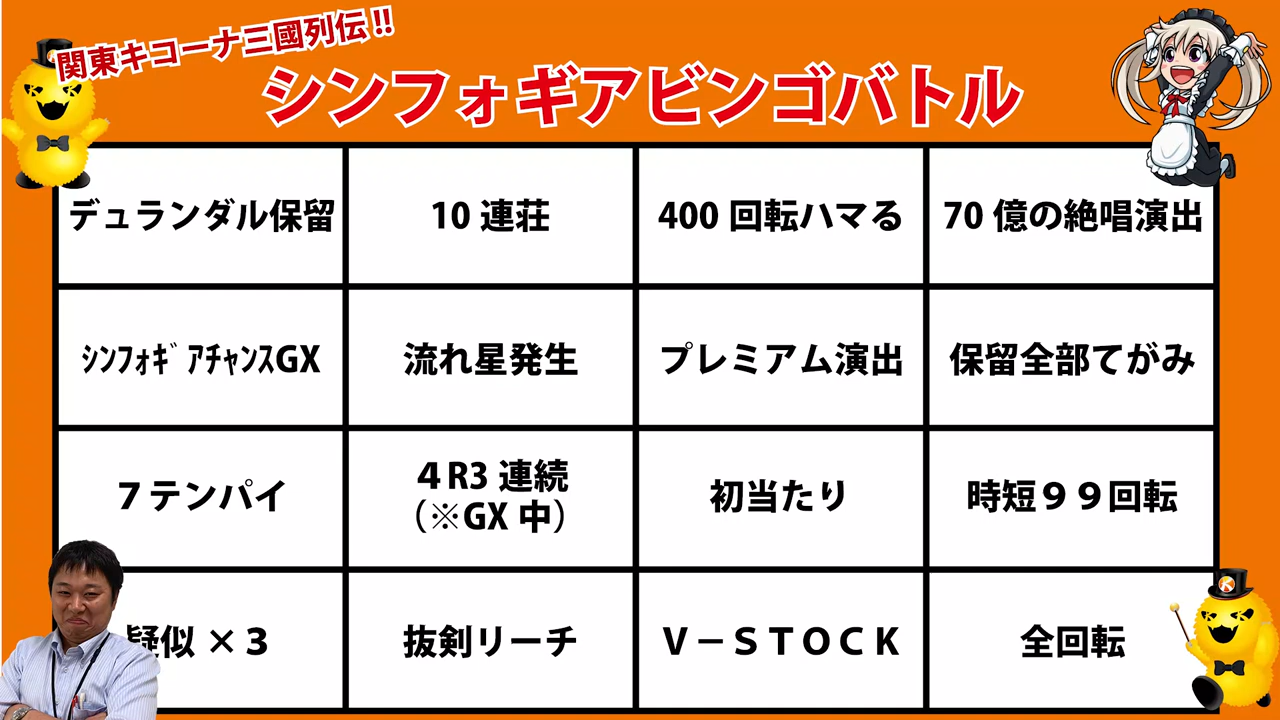 関東キコーナ三國列伝!!
シンフォギアビンゴバトル
デュランダル保留
10連荘
400回転ハマる
70億の絶唱演出
ｼﾝﾌｫｷﾞｱﾁｬﾝｽGX
流れ星発生
プレミアム演出
保留全部てがみ
７テンパイ
４R3連続
（※GX中）
初当たり
時短９９回転
疑似×３
抜剣リーチ
Ｖ－ＳＴＯＣＫ
全回転